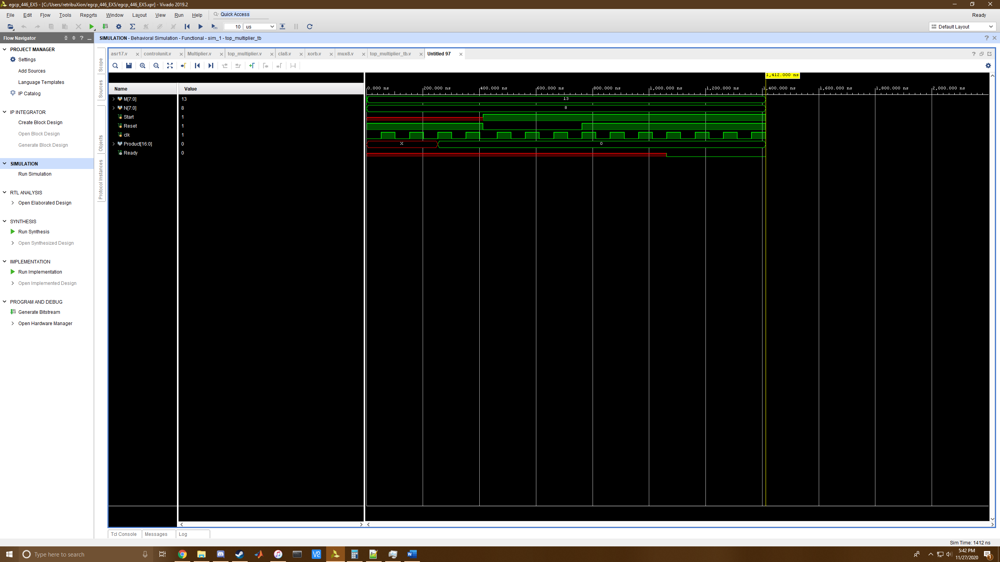 egcp_446_EX5 - [C:/Users/retribuXion/egcp_446_EX5/egcp_446_EX5.xpr] - Vivado 2019.2
File Edit Flow Tools Reports Window Layout View Run Help Quick Access Ready
10 us Default Layout
Flow Navigator
SIMULATION - Behavioral Simulation - Functional - sim_1 - top_multiplier_tb
PROJECT MANAGER
Settings
Add Sources
Language Templates
IP Catalog
IP INTEGRATOR
Create Block Design
Open Block Design
Generate Block Design
SIMULATION
Run Simulation
RTL ANALYSIS
Open Elaborated Design
SYNTHESIS
Run Synthesis
Open Synthesized Design
IMPLEMENTATION
Run Implementation
Open Implemented Design
PROGRAM AND DEBUG
Generate Bitstream
Open Hardware Manager
Scope
Sources
Objects
Protocol Instances
asr17.v controlunit.v Multiplier.v top_multiplier.v cla8.v xorb.v mux8.v top_multiplier_tb.v Untitled 97
1,412.000 ns
Name Value
0.000 ns 200.000 ns 400.000 ns 600.000 ns 800.000 ns 1,000.000 ns 1,200.000 ns 1,400.000 ns 1,600.000 ns 1,800.000 ns 2,000.000 ns
M[7:0] 13 13
N[7:0] 8 8
Start 1
Reset 1
clk 1
Product[16:0] 0 X 0
Ready 0
Tcl Console Messages Log
Sim Time: 1412 ns
Type here to search
5:42 PM
11/27/2020
1